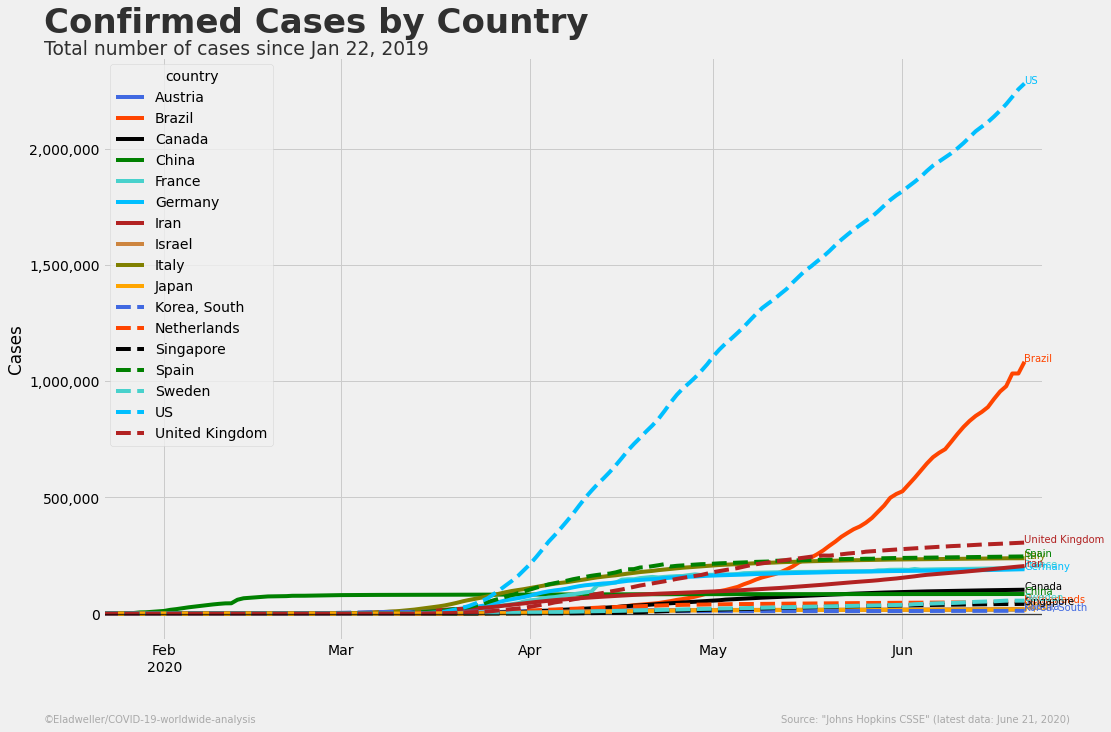 Confirmed Cases by Country
Total number of cases since Jan 22, 2019
country
Austria
Brazil
Canada
China
France
Germany
Iran
Israel
Italy
Japan
Korea, South
Netherlands
Singapore
Spain
Sweden
US
United Kingdom
Cases
2,000,000
1,500,000
1,000,000
500,000
0
US
Brazil
United Kingdom
Spain
Italy
Iran
Germany
Canada
China
Netherlands
Singapore
Korea, South
Feb
2020
Mar
Apr
May
Jun
©Eladweller/COVID-19-worldwide-analysis
Source: "Johns Hopkins CSSE" (latest data: June 21, 2020)